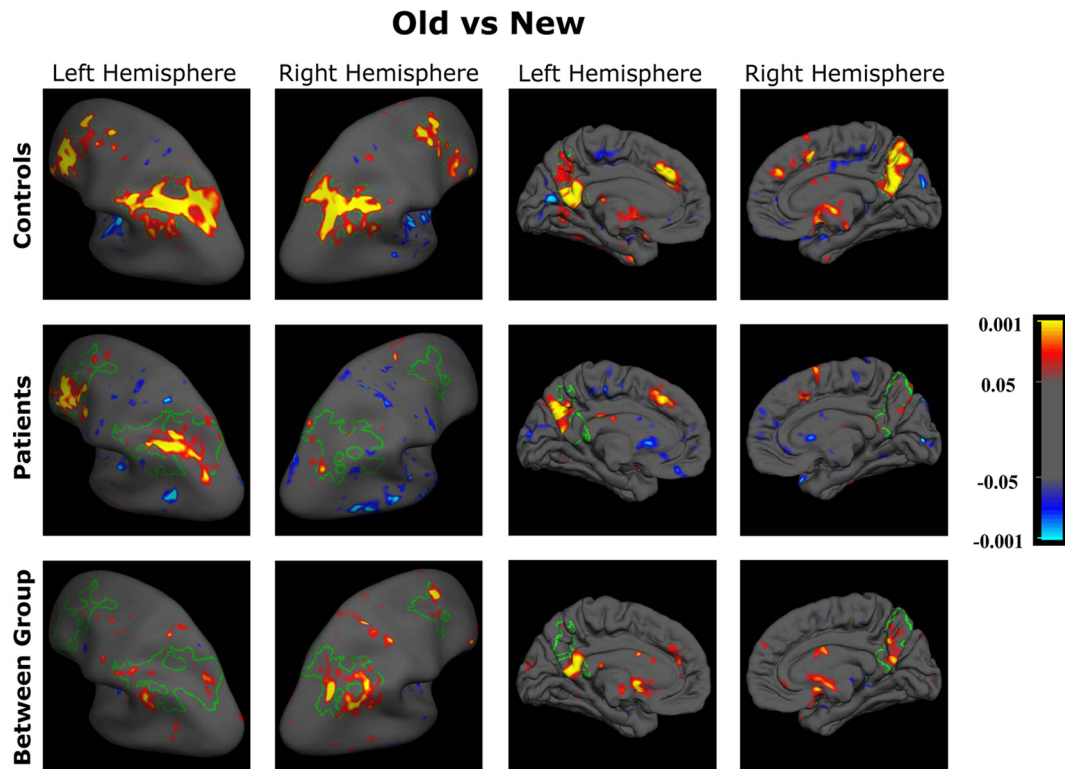 Old vs New
Left Hemisphere
Right Hemisphere
Left Hemisphere
Right Hemisphere
Controls
Patients
Between Group
0.001
0.05
-0.05
-0.001